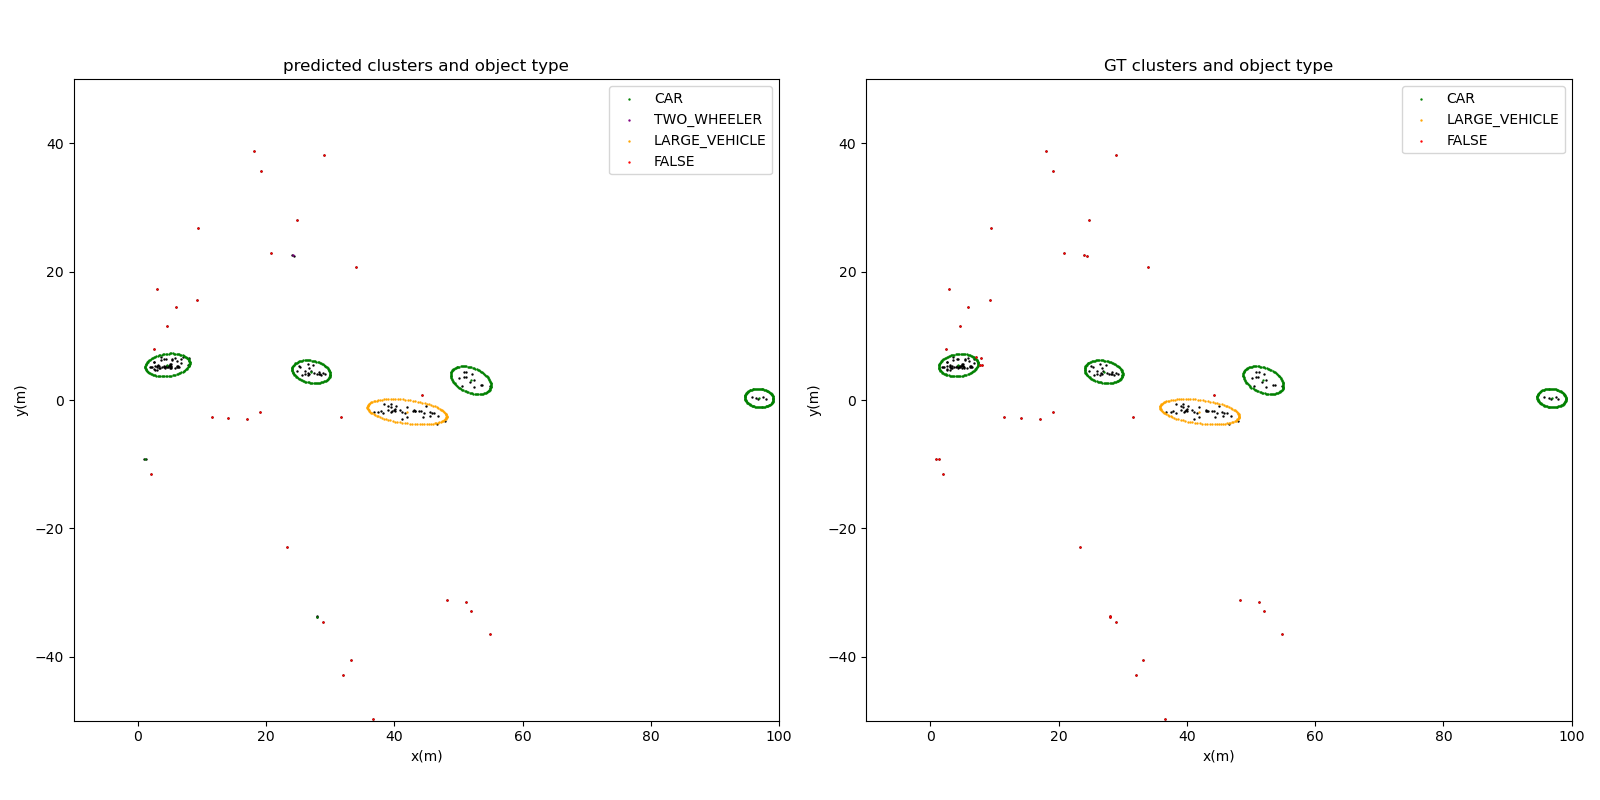 predicted clusters and object type
CAR
TWO_WHEELER
LARGE_VEHICLE
FALSE
40
20
0
−20
−40
y(m)
0
20
40
60
80
100
x(m)
GT clusters and object type
CAR
LARGE_VEHICLE
FALSE
40
20
0
−20
−40
y(m)
0
20
40
60
80
100
x(m)